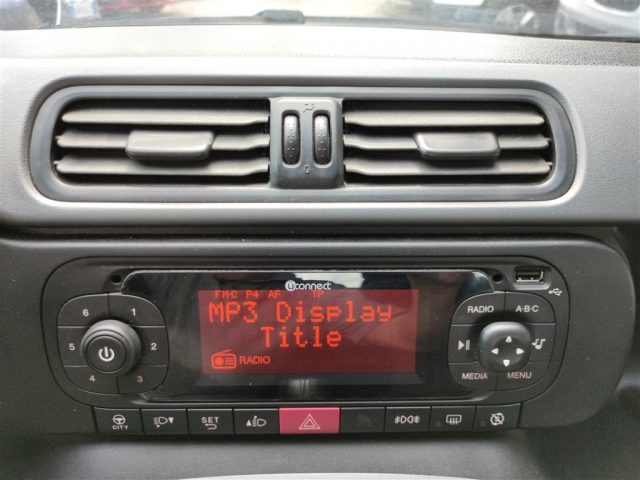 0
uconnect
FM-C P4 AF TP
MP3 Display
Title
RADIO
6 1
5 2
4 3
RADIO A-B-C
MEDIA MENU
CITY
SET